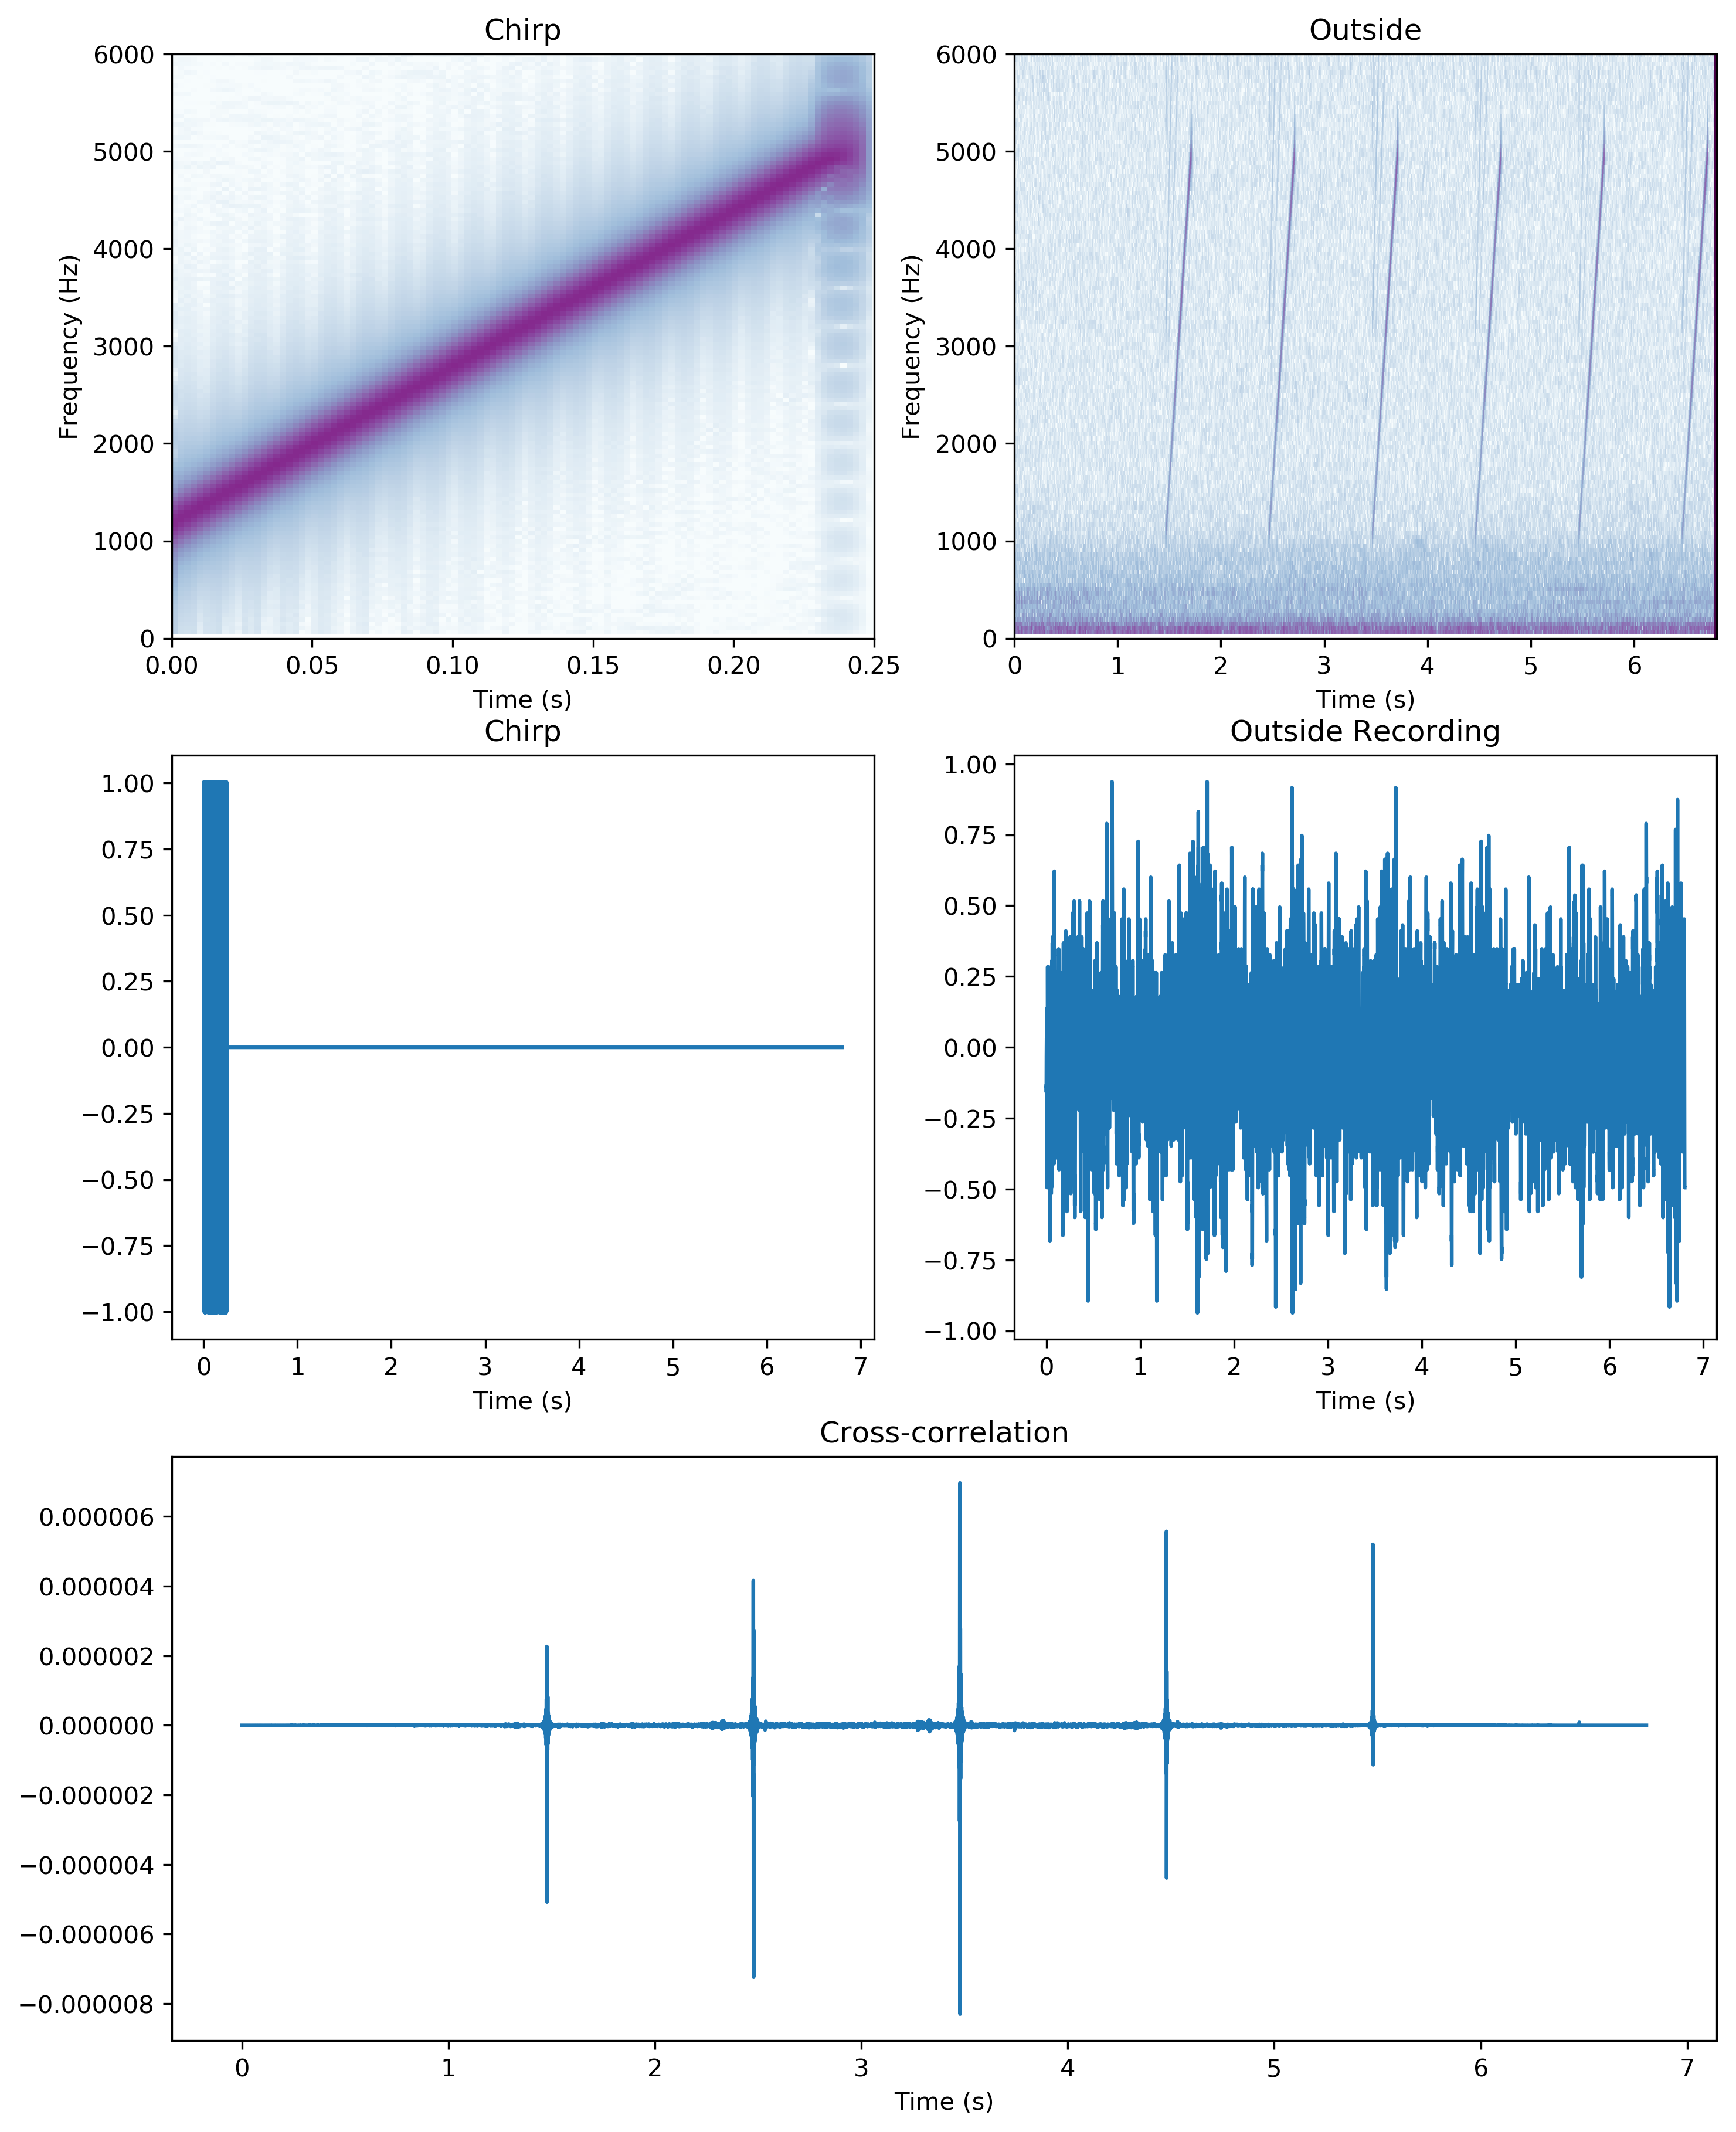 Chirp
6000
5000
4000
3000
2000
1000
0
Frequency (Hz)
0.00 0.05 0.10 0.15 0.20 0.25
Time (s)
Outside
6000
5000
4000
3000
2000
1000
0
Frequency (Hz)
0 1 2 3 4 5 6
Time (s)
Chirp
1.00
0.75
0.50
0.25
0.00
−0.25
−0.50
−0.75
−1.00
0 1 2 3 4 5 6 7
Time (s)
Outside Recording
1.00
0.75
0.50
0.25
0.00
−0.25
−0.50
−0.75
−1.00
0 1 2 3 4 5 6 7
Time (s)
Cross-correlation
0.000006
0.000004
0.000002
0.000000
−0.000002
−0.000004
−0.000006
−0.000008
0 1 2 3 4 5 6 7
Time (s)